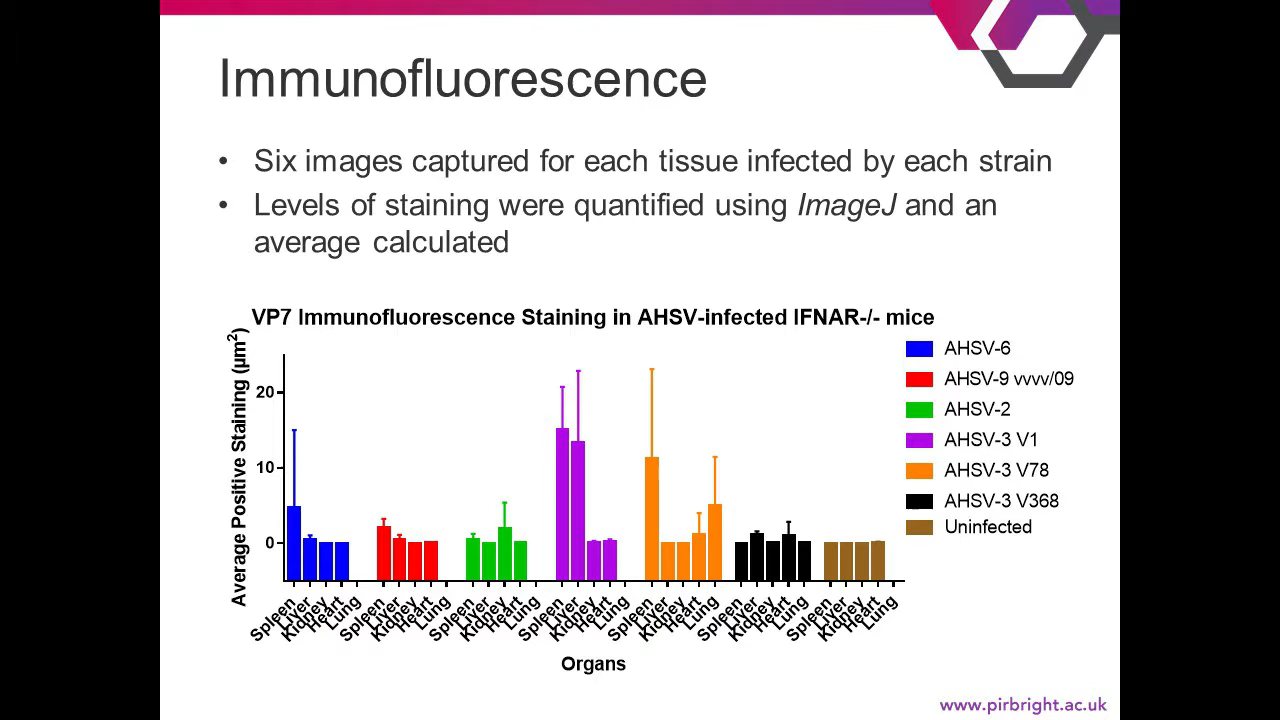 Immunofluorescence
• Six images captured for each tissue infected by each strain
• Levels of staining were quantified using ImageJ and an
average calculated
VP7 Immunofluorescence Staining in AHSV-infected IFNAR-/- mice
Average Positive Staining (µm²)
20
10
0
Spleen
Liver
Kidney
Heart
Lung
Spleen
Liver
Kidney
Heart
Lung
Spleen
Liver
Kidney
Heart
Lung
Spleen
Liver
Kidney
Heart
Lung
Spleen
Liver
Kidney
Heart
Lung
Spleen
Liver
Kidney
Heart
Lung
Spleen
Liver
Kidney
Heart
Lung
Organs
AHSV-6
AHSV-9 vvvv/09
AHSV-2
AHSV-3 V1
AHSV-3 V78
AHSV-3 V368
Uninfected
www.pirbright.ac.uk